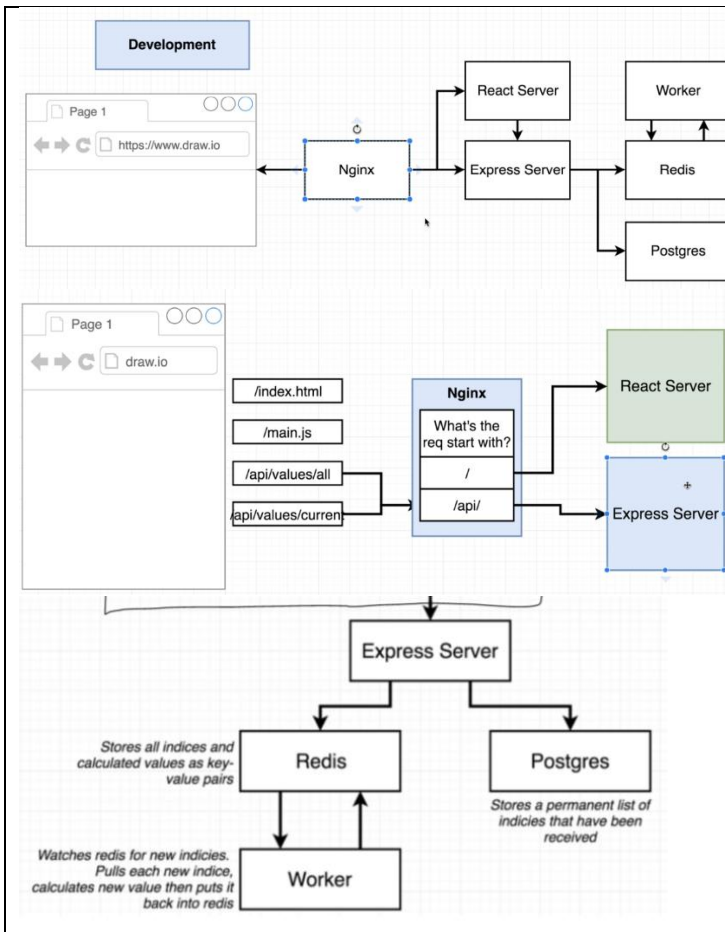 Development
Page 1
https://www.draw.io
Nginx
React Server
Worker
Express Server
Redis
Postgres
Page 1
draw.io
/index.html
/main.js
/api/values/all
/api/values/current
Nginx
What's the
req start with?
/
/api/
React Server
Express Server
Express Server
Stores all indices and
calculated values as key-
value pairs
Redis
Postgres
Stores a permanent list of
indicies that have been
received
Watches redis for new indicies.
Pulls each new indice,
calculates new value then puts it
back into redis
Worker